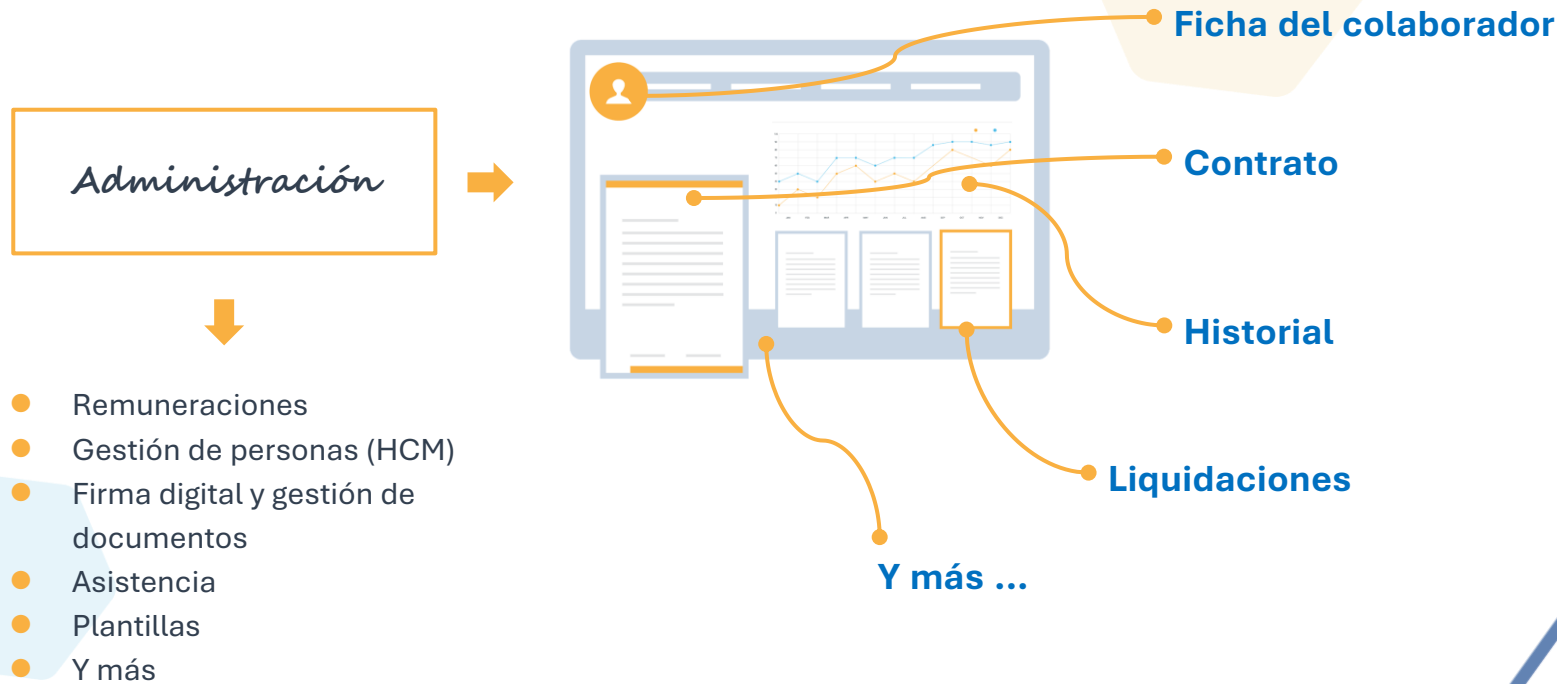 Ficha del colaborador
Administración
Contrato
Historial
Liquidaciones
Y más ...
Remuneraciones
Gestión de personas (HCM)
Firma digital y gestión de
documentos
Asistencia
Plantillas
Y más